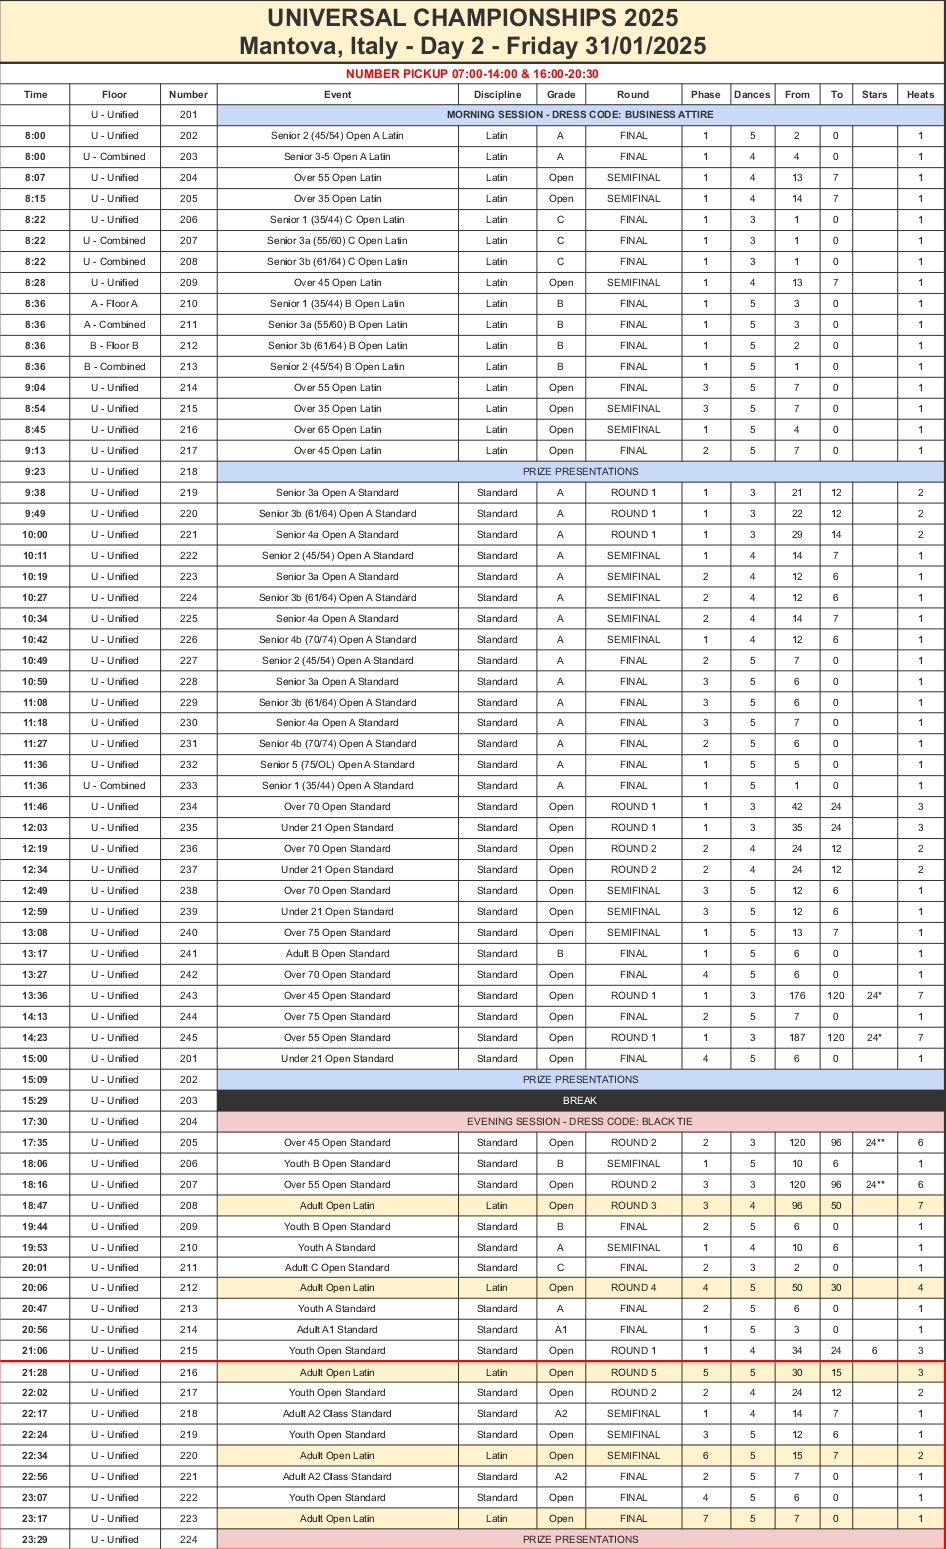 UNIVERSAL CHAMPIONSHIPS 2025
Mantova, Italy - Day 2 - Friday 31/01/2025
NUMBER PICKUP 07:00-14:00 & 16:00-20:30
Time Floor Number Event Discipline Grade Round Phase Dances From To Stars Heats
U - Unified 201 MORNING SESSION - DRESS CODE: BUSINESS ATTIRE
8:00 U - Unified 202 Senior 2 (45/54) Open A Latin Latin A FINAL 1 5 2 0 1
8:00 U - Combined 203 Senior 3-5 Open A Latin Latin A FINAL 1 4 4 0 1
8:07 U - Unified 204 Over 55 Open Latin Latin Open SEMIFINAL 1 4 13 7 1
8:15 U - Unified 205 Over 35 Open Latin Latin Open SEMIFINAL 1 4 14 7 1
8:22 U - Unified 206 Senior 1 (35/44) C Open Latin Latin C FINAL 1 3 1 0 1
8:22 U - Combined 207 Senior 3a (55/60) C Open Latin Latin C FINAL 1 3 1 0 1
8:22 U - Combined 208 Senior 3b (61/64) C Open Latin Latin C FINAL 1 3 1 0 1
8:28 U - Unified 209 Over 45 Open Latin Latin Open SEMIFINAL 1 4 13 7 1
8:36 A - Floor A 210 Senior 1 (35/44) B Open Latin Latin B FINAL 1 5 3 0 1
8:36 A - Combined 211 Senior 3a (55/60) B Open Latin Latin B FINAL 1 5 3 0 1
8:36 B - Floor B 212 Senior 3b (61/64) B Open Latin Latin B FINAL 1 5 2 0 1
8:36 B - Combined 213 Senior 2 (45/54) B Open Latin Latin B FINAL 1 5 1 0 1
9:04 U - Unified 214 Over 55 Open Latin Latin Open FINAL 3 5 7 0 1
8:54 U - Unified 215 Over 35 Open Latin Latin Open SEMIFINAL 3 5 7 0 1
8:45 U - Unified 216 Over 65 Open Latin Latin Open SEMIFINAL 1 5 4 0 1
9:13 U - Unified 217 Over 45 Open Latin Latin Open FINAL 2 5 7 0 1
9:23 U - Unified 218 PRIZE PRESENTATIONS
9:38 U - Unified 219 Senior 3a Open A Standard Standard A ROUND 1 1 3 21 12 2
9:49 U - Unified 220 Senior 3b (61/64) Open A Standard Standard A ROUND 1 1 3 22 12 2
10:00 U - Unified 221 Senior 4a Open A Standard Standard A ROUND 1 1 3 29 14 2
10:11 U - Unified 222 Senior 2 (45/54) Open A Standard Standard A SEMIFINAL 1 4 14 7 1
10:19 U - Unified 223 Senior 3a Open A Standard Standard A SEMIFINAL 2 4 12 6 1
10:27 U - Unified 224 Senior 3b (61/64) Open A Standard Standard A SEMIFINAL 2 4 12 6 1
10:34 U - Unified 225 Senior 4a Open A Standard Standard A SEMIFINAL 2 4 14 7 1
10:42 U - Unified 226 Senior 4b (70/74) Open A Standard Standard A SEMIFINAL 1 4 12 6 1
10:49 U - Unified 227 Senior 2 (45/54) Open A Standard Standard A FINAL 2 5 7 0 1
10:59 U - Unified 228 Senior 3a Open A Standard Standard A FINAL 3 5 6 0 1
11:08 U - Unified 229 Senior 3b (61/64) Open A Standard Standard A FINAL 3 5 6 0 1
11:18 U - Unified 230 Senior 4a Open A Standard Standard A FINAL 3 5 7 0 1
11:27 U - Unified 231 Senior 4b (70/74) Open A Standard Standard A FINAL 2 5 6 0 1
11:36 U - Unified 232 Senior 5 (75/OL) Open A Standard Standard A FINAL 1 5 5 0 1
11:36 U - Combined 233 Senior 1 (35/44) Open A Standard Standard A FINAL 1 5 1 0 1
11:46 U - Unified 234 Over 70 Open Standard Standard Open ROUND 1 1 3 42 24 3
12:03 U - Unified 235 Under 21 Open Standard Standard Open ROUND 1 1 3 35 24 3
12:19 U - Unified 236 Over 70 Open Standard Standard Open ROUND 2 2 4 24 12 2
12:34 U - Unified 237 Under 21 Open Standard Standard Open ROUND 2 2 4 24 12 2
12:49 U - Unified 238 Over 70 Open Standard Standard Open SEMIFINAL 3 5 12 6 1
12:59 U - Unified 239 Under 21 Open Standard Standard Open SEMIFINAL 3 5 12 6 1
13:08 U - Unified 240 Over 75 Open Standard Standard Open SEMIFINAL 1 5 13 7 1
13:17 U - Unified 241 Adult B Open Standard Standard B FINAL 1 5 6 0 1
13:27 U - Unified 242 Over 70 Open Standard Standard Open FINAL 4 5 6 0 1
13:36 U - Unified 243 Over 45 Open Standard Standard Open ROUND 1 1 3 176 120 24* 7
14:13 U - Unified 244 Over 75 Open Standard Standard Open FINAL 2 5 7 0 1
14:23 U - Unified 245 Over 55 Open Standard Standard Open ROUND 1 1 3 187 120 24* 7
15:00 U - Unified 201 Under 21 Open Standard Standard Open FINAL 4 5 6 0 1
15:09 U - Unified 202 PRIZE PRESENTATIONS
15:29 U - Unified 203 BREAK
17:30 U - Unified 204 EVENING SESSION - DRESS CODE: BLACK TIE
17:35 U - Unified 205 Over 45 Open Standard Standard Open ROUND 2 2 3 120 96 24** 6
18:06 U - Unified 206 Youth B Open Standard Standard B SEMIFINAL 1 5 10 6 1
18:16 U - Unified 207 Over 55 Open Standard Standard Open ROUND 2 3 3 120 96 24** 6
18:47 U - Unified 208 Adult Open Latin Latin Open ROUND 3 3 4 96 50 7
19:44 U - Unified 209 Youth B Open Standard Standard B FINAL 2 5 6 0 1
19:53 U - Unified 210 Youth A Standard Standard A SEMIFINAL 1 4 10 6 1
20:01 U - Unified 211 Adult C Open Standard Standard C FINAL 2 3 2 0 1
20:06 U - Unified 212 Adult Open Latin Latin Open ROUND 4 4 5 50 30 4
20:47 U - Unified 213 Youth A Standard Standard A FINAL 2 5 6 0 1
20:56 U - Unified 214 Adult A1 Standard Standard A1 FINAL 1 5 3 0 1
21:06 U - Unified 215 Youth Open Standard Standard Open ROUND 1 1 4 34 24 6 3
21:28 U - Unified 216 Adult Open Latin Latin Open ROUND 5 5 5 30 15 3
22:02 U - Unified 217 Youth Open Standard Standard Open ROUND 2 2 4 24 12 2
22:17 U - Unified 218 Adult A2 Class Standard Standard A2 SEMIFINAL 1 4 14 7 1
22:24 U - Unified 219 Youth Open Standard Standard Open SEMIFINAL 3 5 12 6 1
22:34 U - Unified 220 Adult Open Latin Latin Open SEMIFINAL 6 5 15 7 2
22:56 U - Unified 221 Adult A2 Class Standard Standard A2 FINAL 2 5 7 0 1
23:07 U - Unified 222 Youth Open Standard Standard Open FINAL 4 5 6 0 1
23:17 U - Unified 223 Adult Open Latin Latin Open FINAL 7 5 7 0 1
23:29 U - Unified 224 PRIZE PRESENTATIONS